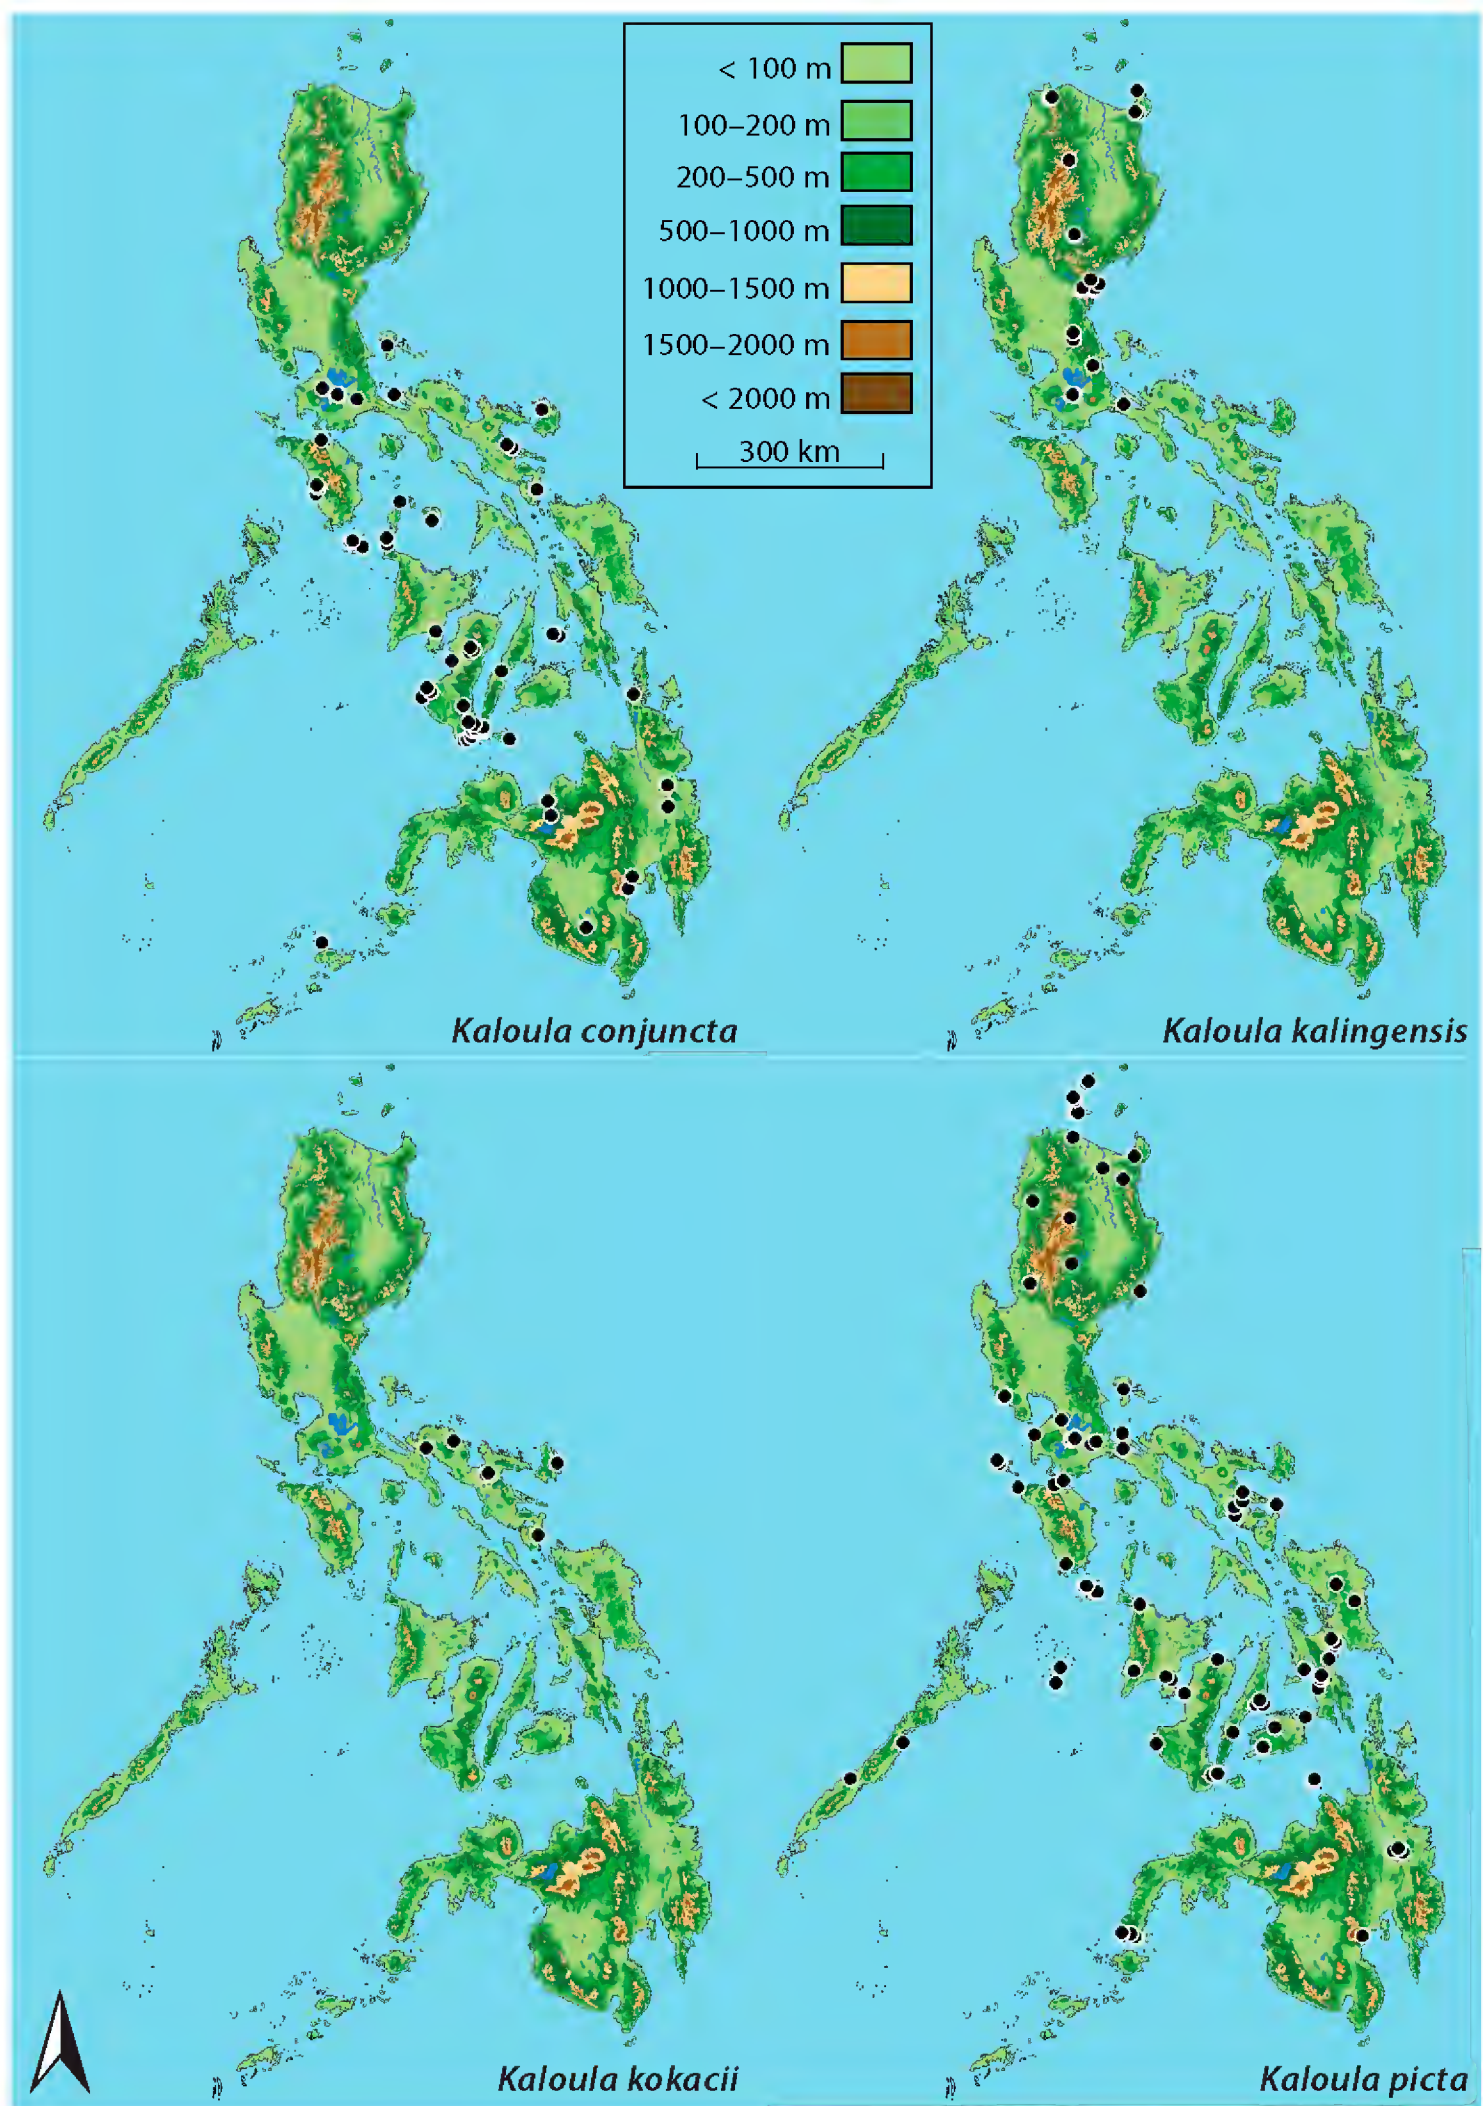 < 100 m
100–200 m
200–500 m
500–1000 m
1000–1500 m
1500–2000 m
< 2000 m
300 km
Kaloula conjuncta
Kaloula kalingensis
Kaloula kokacii
Kaloula picta